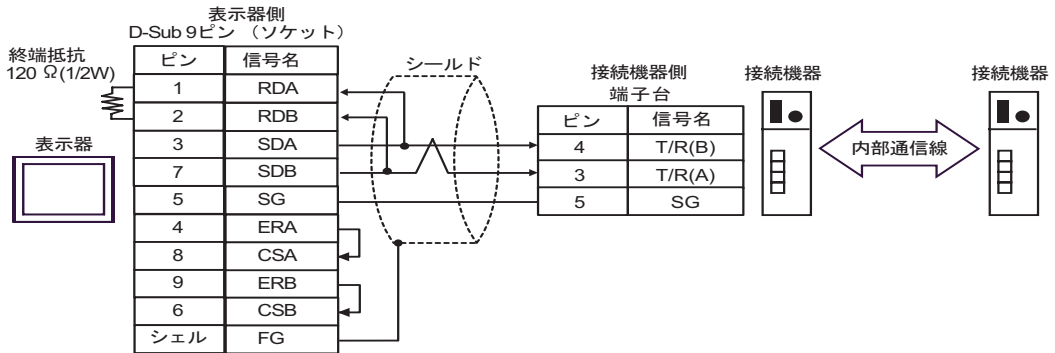 表示器側
D-Sub 9ピン （ソケット）
終端抵抗
120 Ω(1/2W)
表示器
ピン 信号名
1 RDA
2 RDB
3 SDA
7 SDB
5 SG
4 ERA
8 CSA
9 ERB
6 CSB
シェル FG
シールド
接続機器側
端子台
ピン 信号名
4 T/R(B)
3 T/R(A)
5 SG
接続機器
内部通信線
接続機器